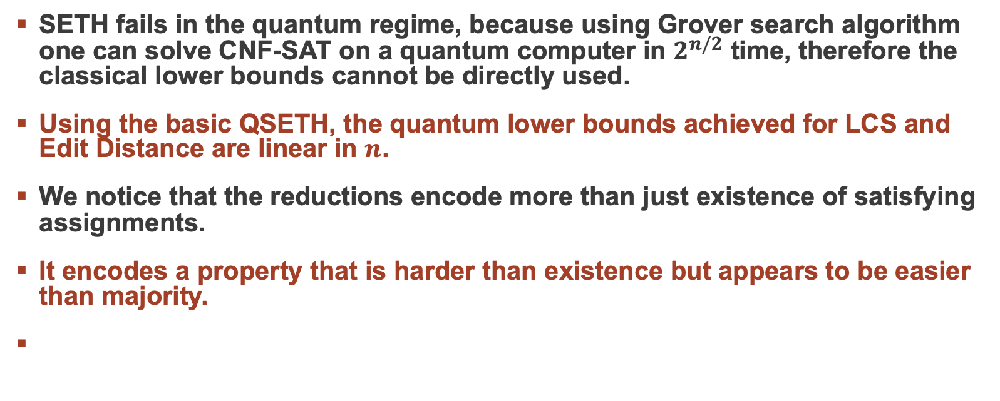 ▪ SETH fails in the quantum regime, because using Grover search algorithm
one can solve CNF-SAT on a quantum computer in 2^{n/2} time, therefore the
classical lower bounds cannot be directly used.
▪ Using the basic QSETH, the quantum lower bounds achieved for LCS and
Edit Distance are linear in n.
▪ We notice that the reductions encode more than just existence of satisfying
assignments.
▪ It encodes a property that is harder than existence but appears to be easier
than majority.
▪